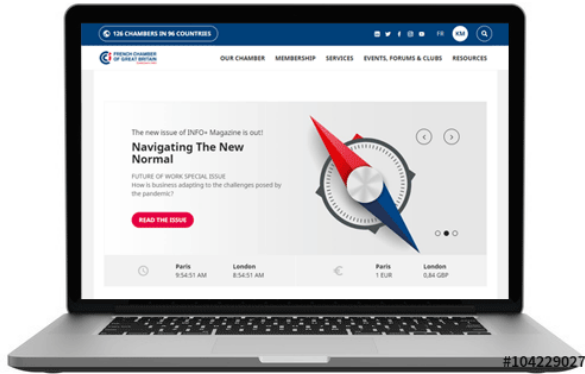 126 CHAMBERS IN 96 COUNTRIES
FR
KM
FRENCH CHAMBER
OF GREAT BRITAIN
OUR CHAMBER MEMBERSHIP SERVICES EVENTS, FORUMS & CLUBS RESOURCES
The new issue of INFO+ Magazine is out!
Navigating The New
Normal
FUTURE OF WORK SPECIAL ISSUE
How is business adapting to the challenges posed by
the pandemic?
READ THE ISSUE
Paris London Paris London
9:54:51 AM 8:54:51 AM 1 EUR 0,84 GBP
#104229027